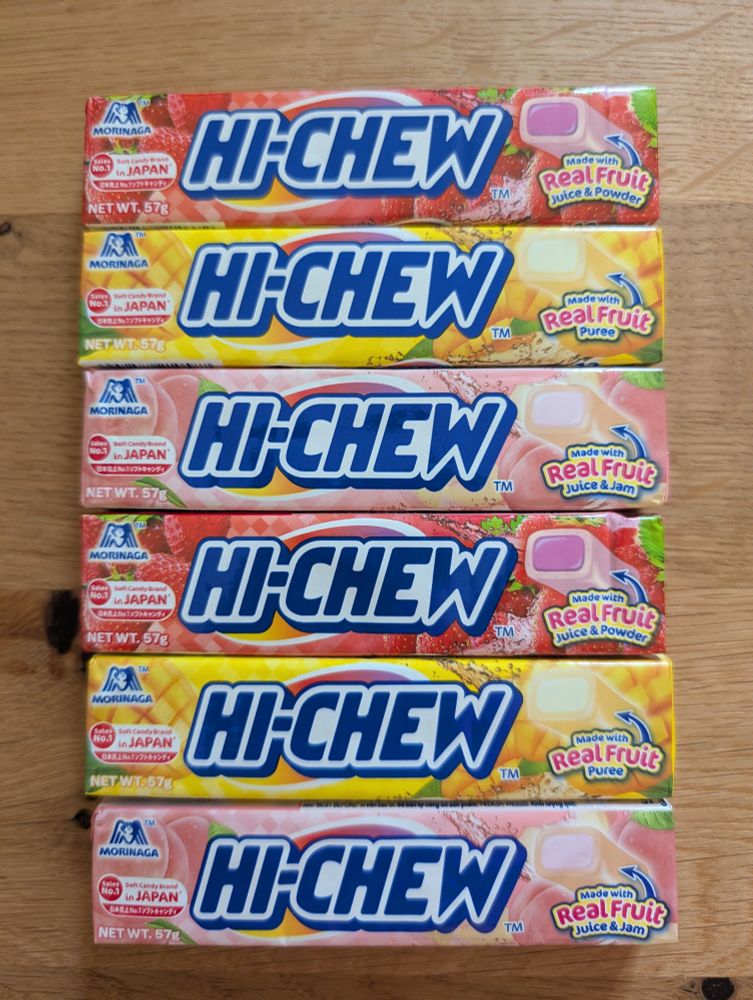 MORINAGA TM
HI-CHEW TM
Sales No.1 Soft Candy Brand in JAPAN*
日本売上No.1ソフトキャンディ
NET WT. 57g
Made with
Real Fruit
Juice & Powder
MORINAGA TM
HI-CHEW TM
Sales No.1 Soft Candy Brand in JAPAN*
日本売上No.1ソフトキャンディ
NET WT. 57g
Made with
Real Fruit
Puree
MORINAGA TM
HI-CHEW TM
Sales No.1 Soft Candy Brand in JAPAN*
日本売上No.1ソフトキャンディ
NET WT. 57g
Made with
Real Fruit
Juice & Jam
MORINAGA TM
HI-CHEW TM
Sales No.1 Soft Candy Brand in JAPAN*
日本売上No.1ソフトキャンディ
NET WT. 57g
Made with
Real Fruit
Juice & Powder
MORINAGA TM
HI-CHEW TM
Sales No.1 Soft Candy Brand in JAPAN*
日本売上No.1ソフトキャンディ
NET WT. 57g
Made with
Real Fruit
Puree
"BEST BEFORE"
MORINAGA TM
HI-CHEW TM
Sales No.1 Soft Candy Brand in JAPAN*
日本売上No.1ソフトキャンディ
NET WT. 57g
Made with
Real Fruit
Juice & Jam